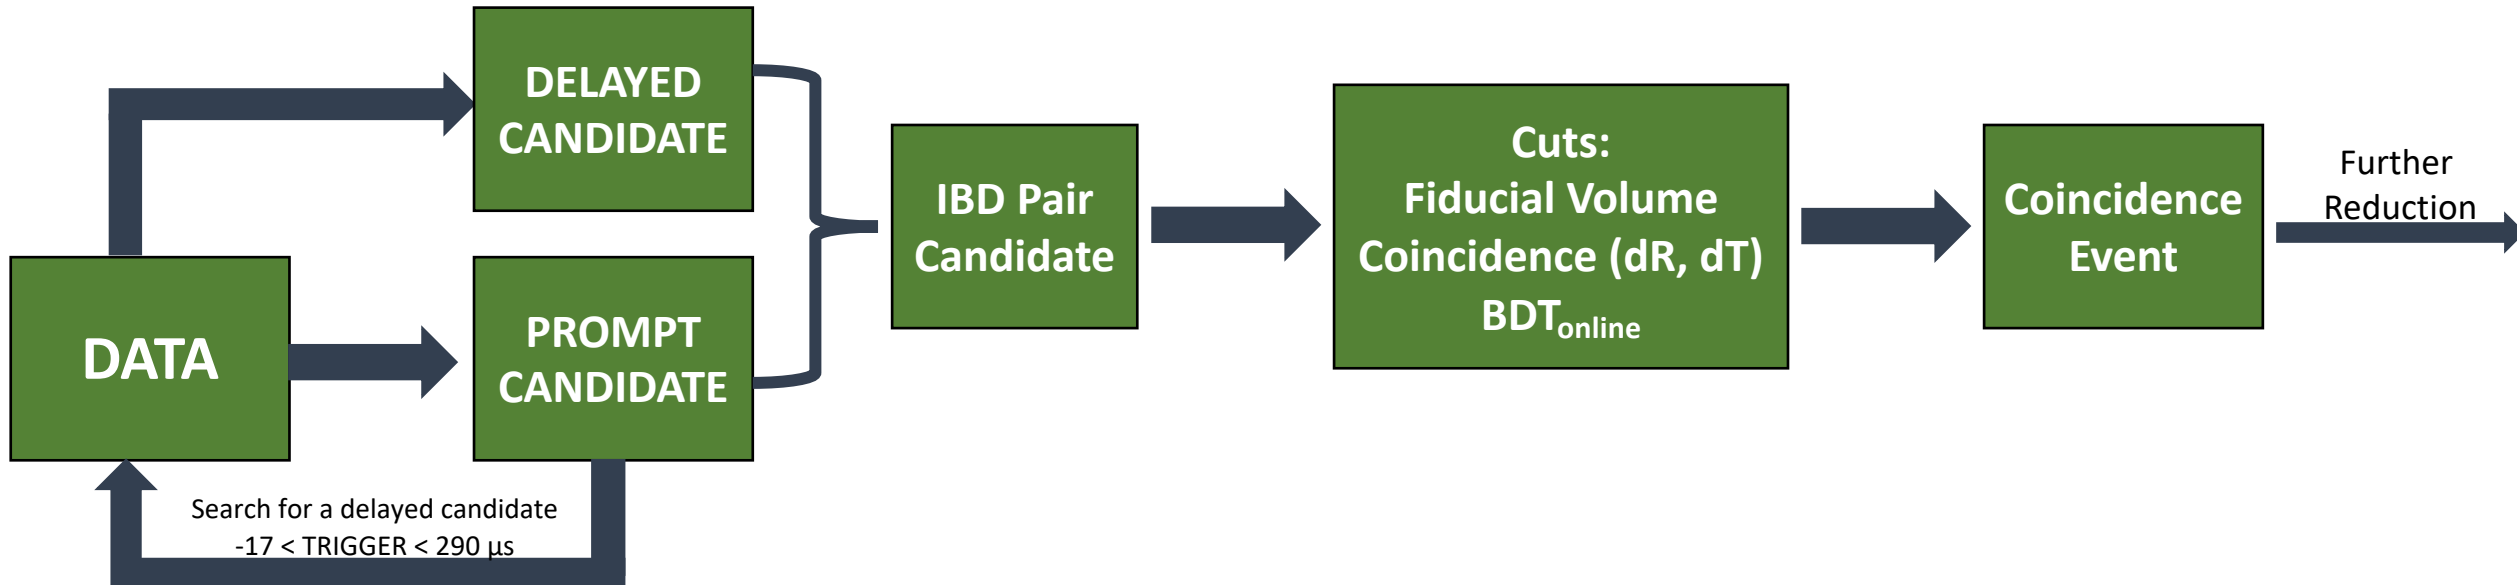 DELAYED
CANDIDATE
DATA
PROMPT
CANDIDATE
Search for a delayed candidate
-17 < TRIGGER < 290 μs
IBD Pair
Candidate
Cuts:
Fiducial Volume
Coincidence (dR, dT)
BDTonline
Coincidence
Event
Further
Reduction